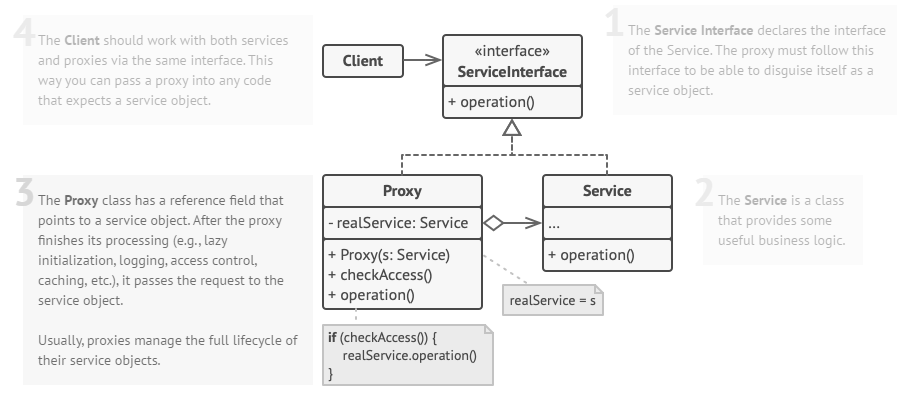 4
The Client should work with both services
and proxies via the same interface. This
way you can pass a proxy into any code
that expects a service object.
Client
«interface»
ServiceInterface
+ operation()
1
The Service Interface declares the interface
of the Service. The proxy must follow this
interface to be able to disguise itself as a
service object.
3
The Proxy class has a reference field that
points to a service object. After the proxy
finishes its processing (e.g., lazy
initialization, logging, access control,
caching, etc.), it passes the request to the
service object.
Usually, proxies manage the full lifecycle of
their service objects.
Proxy
- realService: Service
+ Proxy(s: Service)
+ checkAccess()
+ operation()
Service
...
+ operation()
2
The Service is a class
that provides some
useful business logic.
realService = s
if (checkAccess()) {
realService.operation()
}